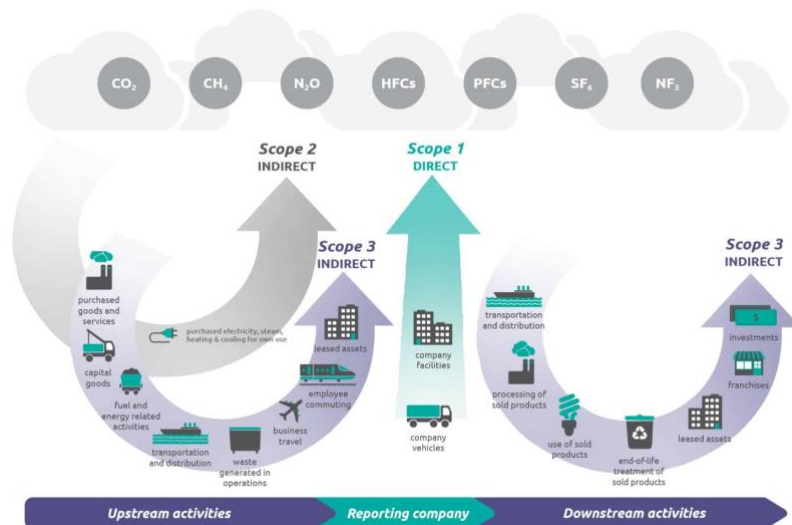 CO₂
CH₄
N₂O
HFCs
PFCs
SF₆
NF₃
Scope 2
INDIRECT
Scope 1
DIRECT
Scope 3
INDIRECT
Scope 3
INDIRECT
purchased
goods and
services
capital
goods
fuel and
energy related
activities
purchased electricity, steam,
heating & cooling for own use
transportation
and distribution
waste
generated in
operations
business
travel
employee
commuting
leased assets
company
facilities
company
vehicles
transportation
and distribution
processing of
sold products
use of sold
products
end-of-life
treatment of
sold products
leased assets
franchises
$
investments
Upstream activities
Reporting company
Downstream activities